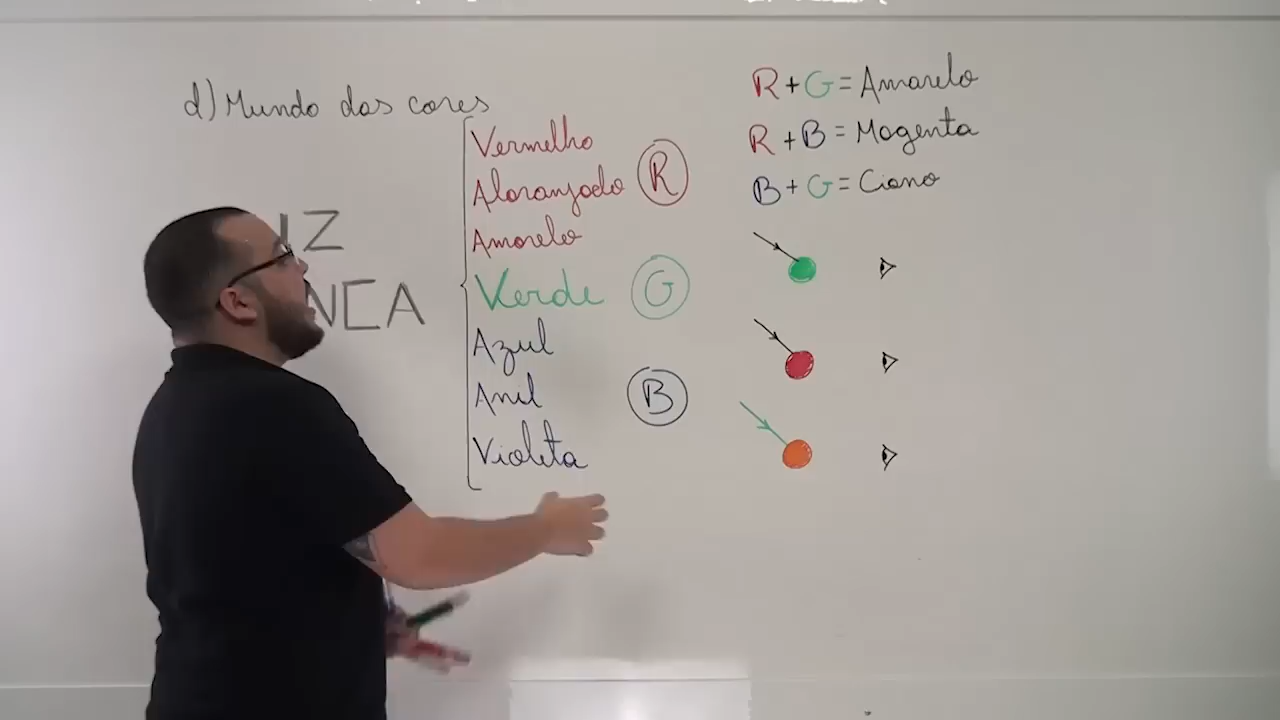 d) Mundo das cores
Vermelho
Alaranjado
Amarelo
Verde
Azul
Anil
Violeta
R
G
B
R + G = Amarelo
R + B = Magenta
B + G = Ciano